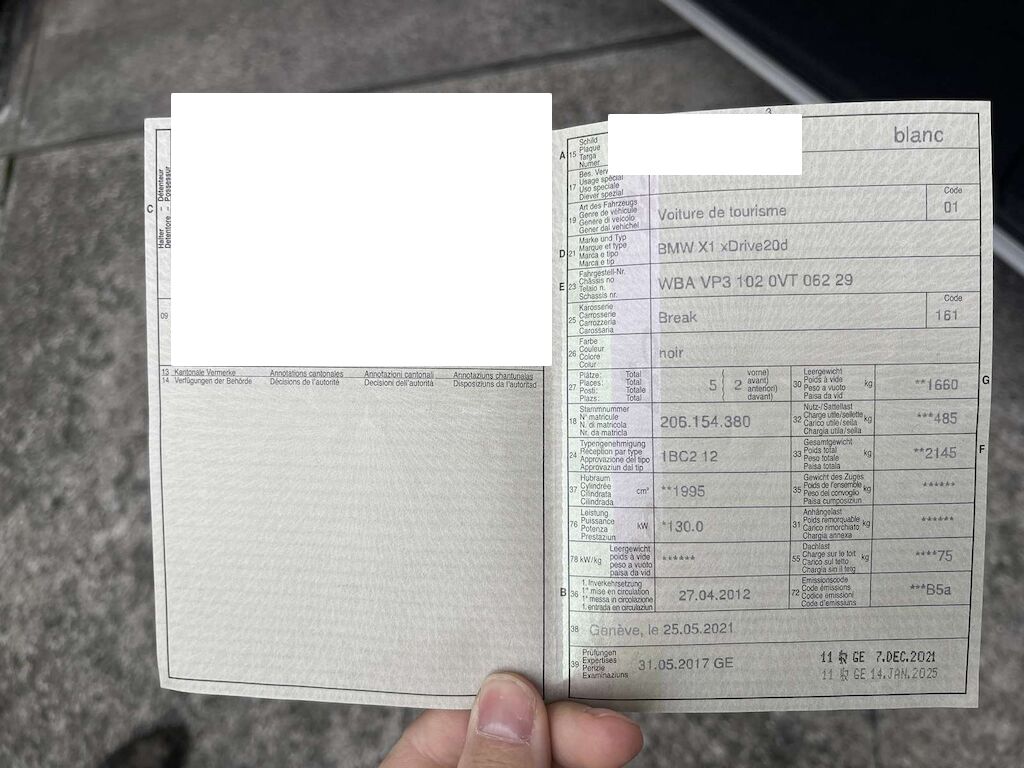 C
Halter - Détenteur
Detentore - Possessur
09
13 Kantonale Vermerke Annotations cantonales Annotazioni cantonali Annotaziuns chantunalas
14 Verfügungen der Behörde Décisions de l'autorité Decisioni dell'autorità Disposiziuns da l'autoritad
3
A 15 Schild
Plaque
Targa
Numer
blanc
17 Bes. Verw
Usage spécial
Uso speciale
Diever spezial
19 Art des Fahrzeugs
Genre de véhicule
Genere di veicolo
Gener dal vehichel
Voiture de tourisme
Code
01
D 21 Marke und Typ
Marque et type
Marca e tipo
Marca e tip
BMW X1 xDrive20d
E 23 Fahrgestell-Nr.
Châssis no
Telaio n.
Schassis nr.
WBA VP3 102 0VT 062 29
25 Karosserie
Carrosserie
Carrozzeria
Carossaria
Break
Code
161
26 Farbe
Couleur
Colore
Colur
noir
27 Plätze: Total
Places: Total
Posti: Totale
Plazs: Total
5 ( 2 vorne)
avant)
anteriori)
davant)
30 Leergewicht
Poids à vide
Peso a vuoto
Paisa da vid
kg
**1660
G
18 Stammnummer
N° matricule
N. di matricola
Nr. da matricla
206.154.380
32 Nutz-/Sattellast
Charge utile/sellette
Carico utile/sella
Chargia utila/sella
kg
***485
24 Typengenehmigung
Réception par type
Approvazione del tipo
Approvaziun dal tip
1BC2 12
33 Gesamtgewicht
Poids total
Peso totale
Paisa totala
kg
**2145
F
37 Hubraum
Cylindrée
Cilindrata
Cilindrada
cm³
**1995
35 Gewicht des Zuges
Poids de l'ensemble
Peso del convoglio
Paisa cumposiziun
kg
******
76 Leistung
Puissance
Potenza
Prestaziun
kW
*130.0
31 Anhängelast
Poids remorquable
Carico rimorchiato
Chargia annexa
kg
******
78 kW/kg Leergewicht
poids à vide
peso a vuoto
paisa da vid
******
55 Dachlast
Charge sur le toit
Carico sul tetto
Chargia sin il tetg
kg
****75
B 36 1. Inverkehrsetzung
1.re mise en circulation
1.a messa in circolazione
1. entrada en circulaziun
27.04.2012
72 Emissionscode
Code émissions
Codice emissioni
Code d'emissiuns
***B5a
38 Genève, le 25.05.2021
39 Prüfungen
Expertises
Perizie
Examinaziuns
31.05.2017 GE
11 GE 7.DEC.2021
11 GE 14.JAN.2025